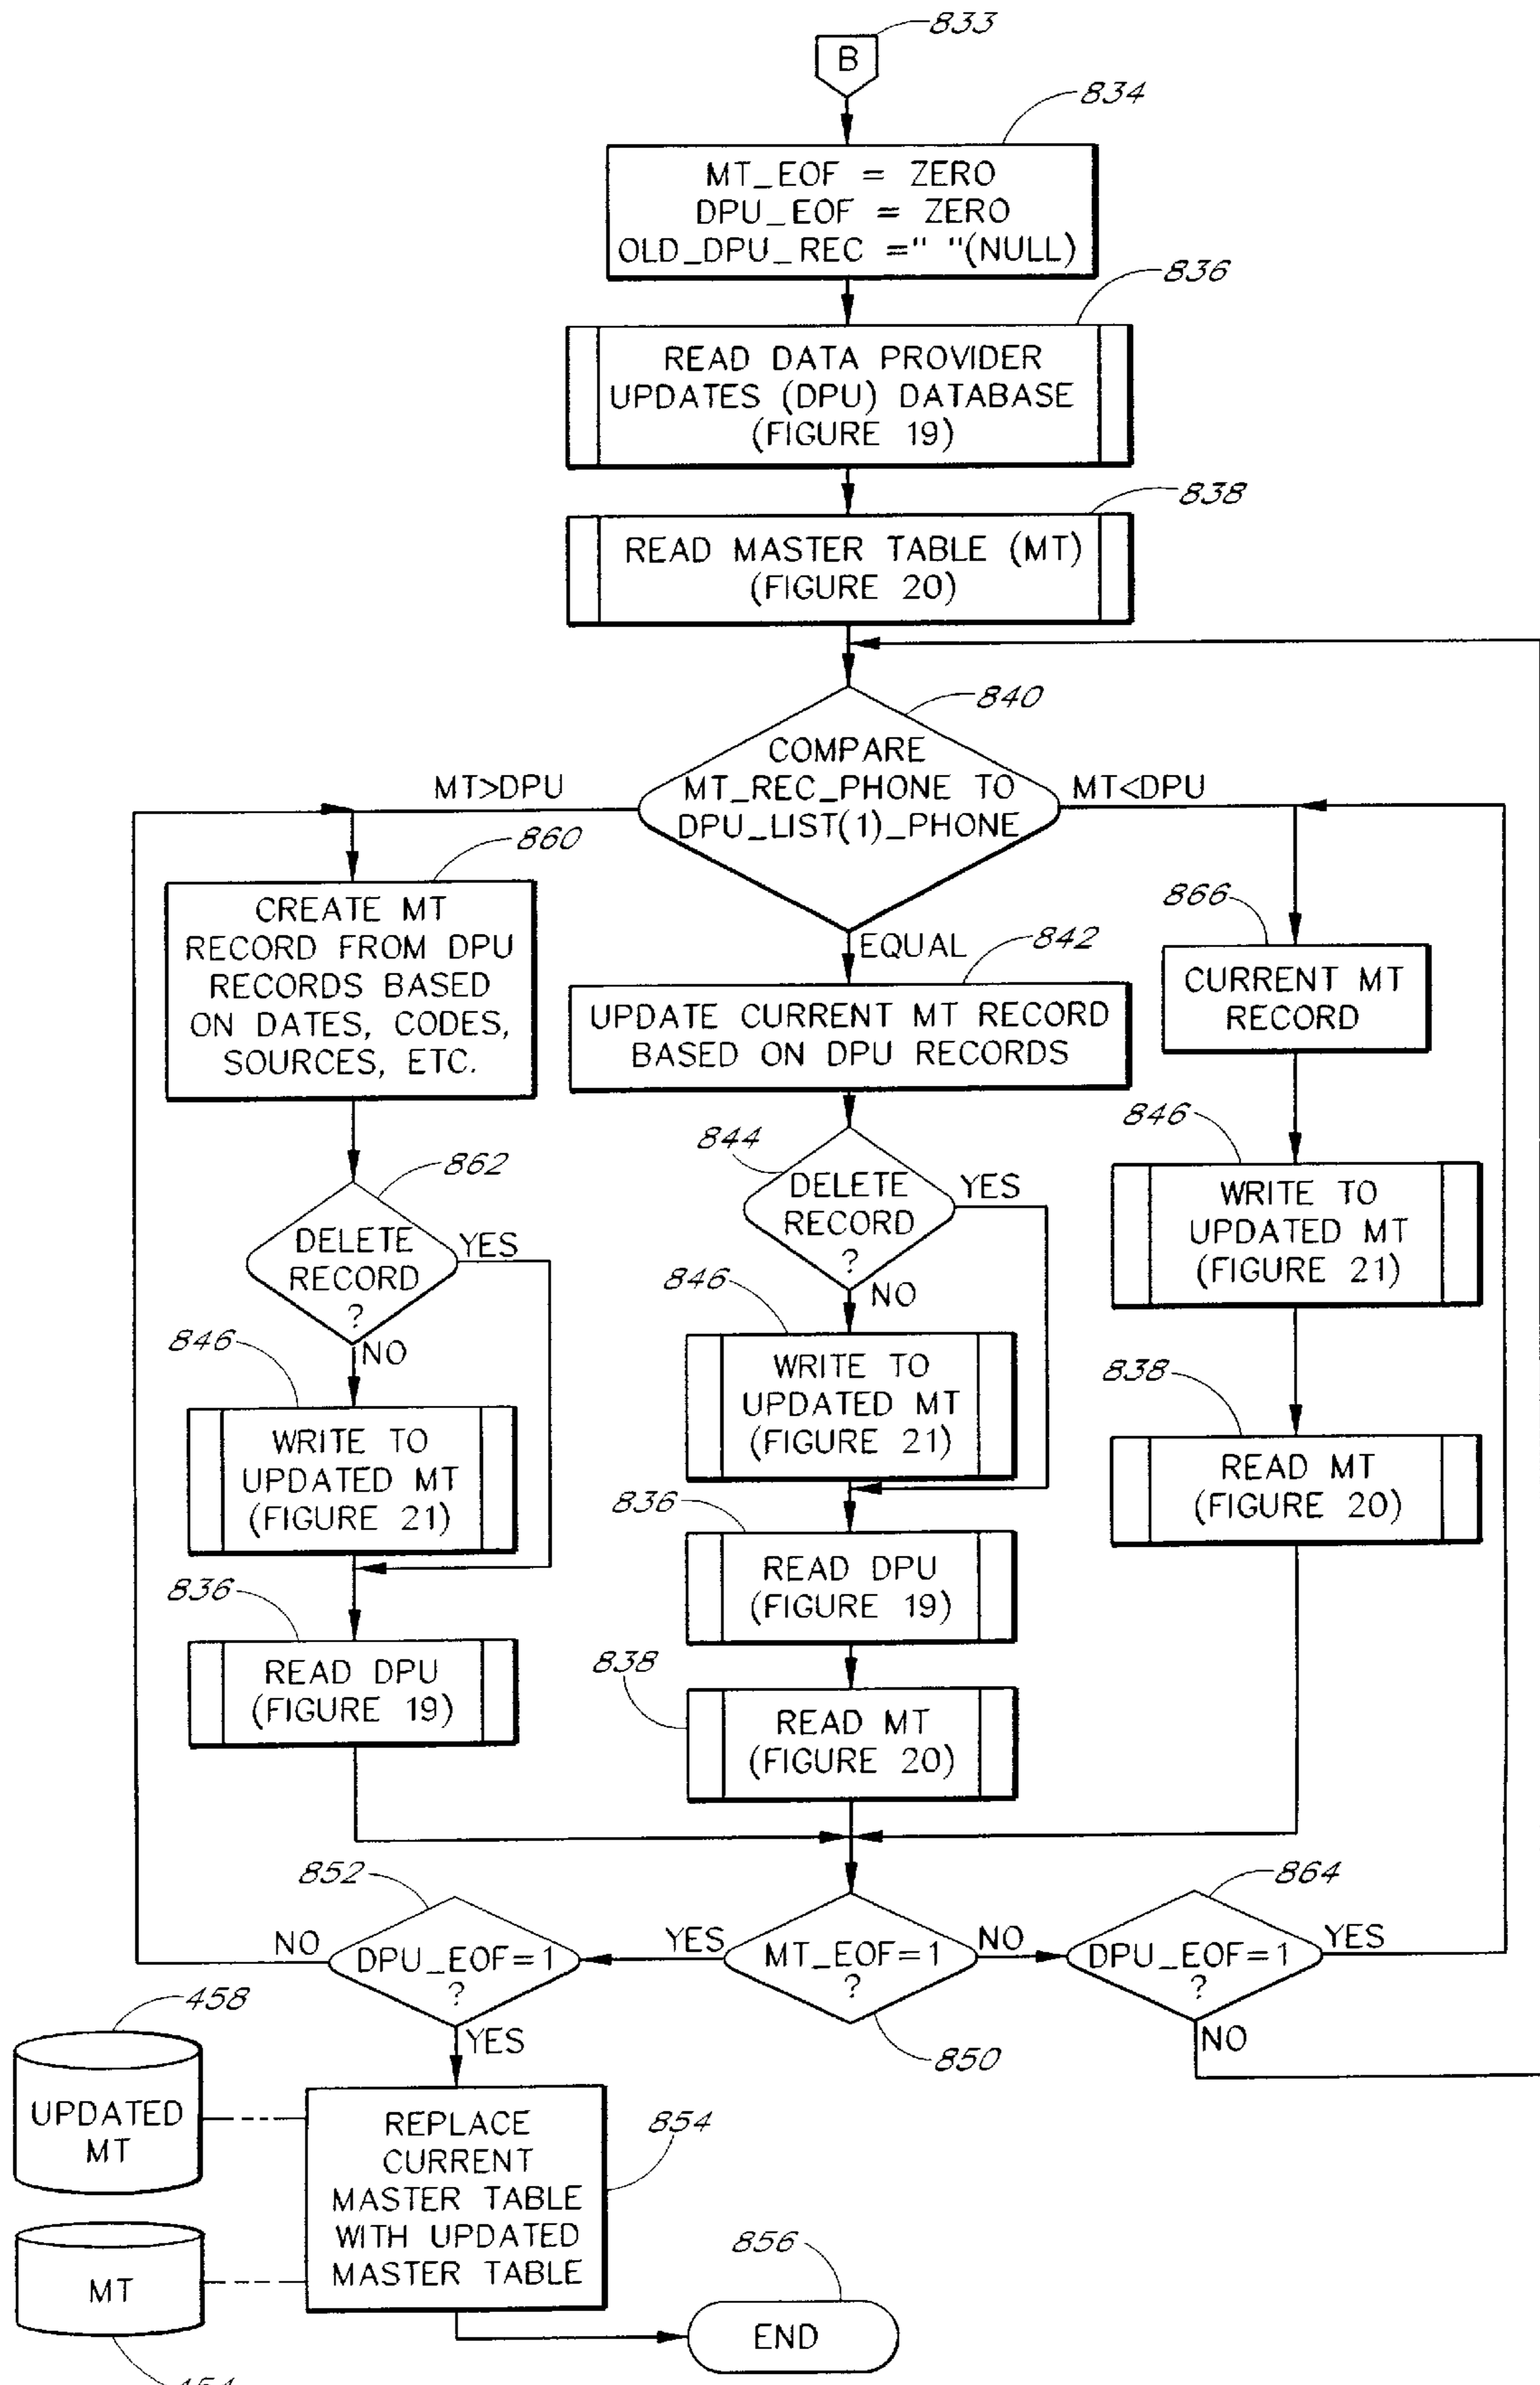 833
B
834
MT_EOF = ZERO
DPU_EOF = ZERO
OLD_DPU_REC =" "(NULL)
836
READ DATA PROVIDER
UPDATES (DPU) DATABASE
(FIGURE 19)
838
READ MASTER TABLE (MT)
(FIGURE 20)
840
COMPARE
MT_REC_PHONE TO
DPU_LIST(1)_PHONE
MT>DPU
MT<DPU
EQUAL
860
CREATE MT
RECORD FROM DPU
RECORDS BASED
ON DATES, CODES,
SOURCES, ETC.
862
DELETE
RECORD
?
YES
NO
846
WRITE TO
UPDATED MT
(FIGURE 21)
836
READ DPU
(FIGURE 19)
842
UPDATE CURRENT MT RECORD
BASED ON DPU RECORDS
844
DELETE
RECORD
?
YES
NO
846
WRITE TO
UPDATED MT
(FIGURE 21)
836
READ DPU
(FIGURE 19)
838
READ MT
(FIGURE 20)
866
CURRENT MT
RECORD
846
WRITE TO
UPDATED MT
(FIGURE 21)
838
READ MT
(FIGURE 20)
852
DPU_EOF=1
?
NO
YES
850
MT_EOF=1
?
YES
NO
864
DPU_EOF=1
?
YES
NO
458
UPDATED
MT
MT
854
REPLACE
CURRENT
MASTER TABLE
WITH UPDATED
MASTER TABLE
856
END